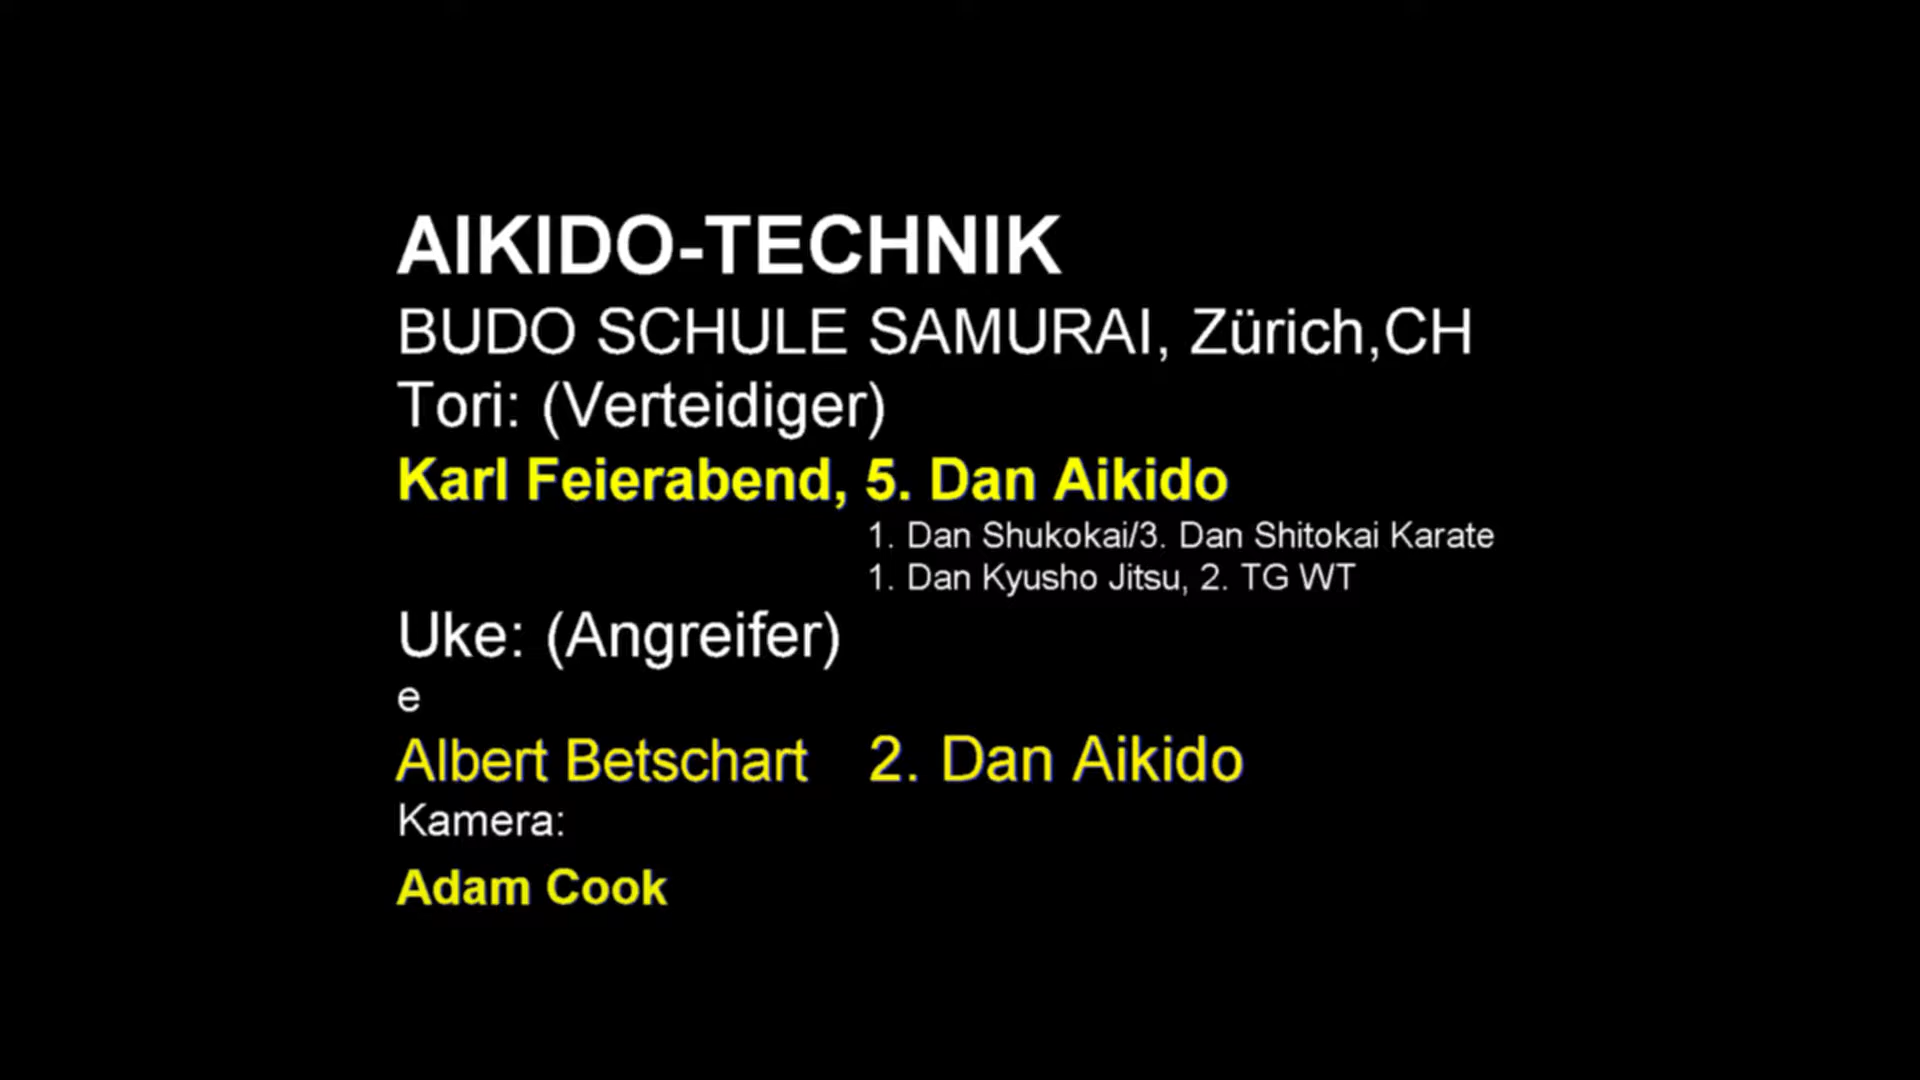 AIKIDO-TECHNIK
BUDO SCHULE SAMURAI, Zürich,CH
Tori: (Verteidiger)
Karl Feierabend, 5. Dan Aikido
1. Dan Shukokai/3. Dan Shitokai Karate
1. Dan Kyusho Jitsu, 2. TG WT
Uke: (Angreifer)
e
Albert Betschart 2. Dan Aikido
Kamera:
Adam Cook